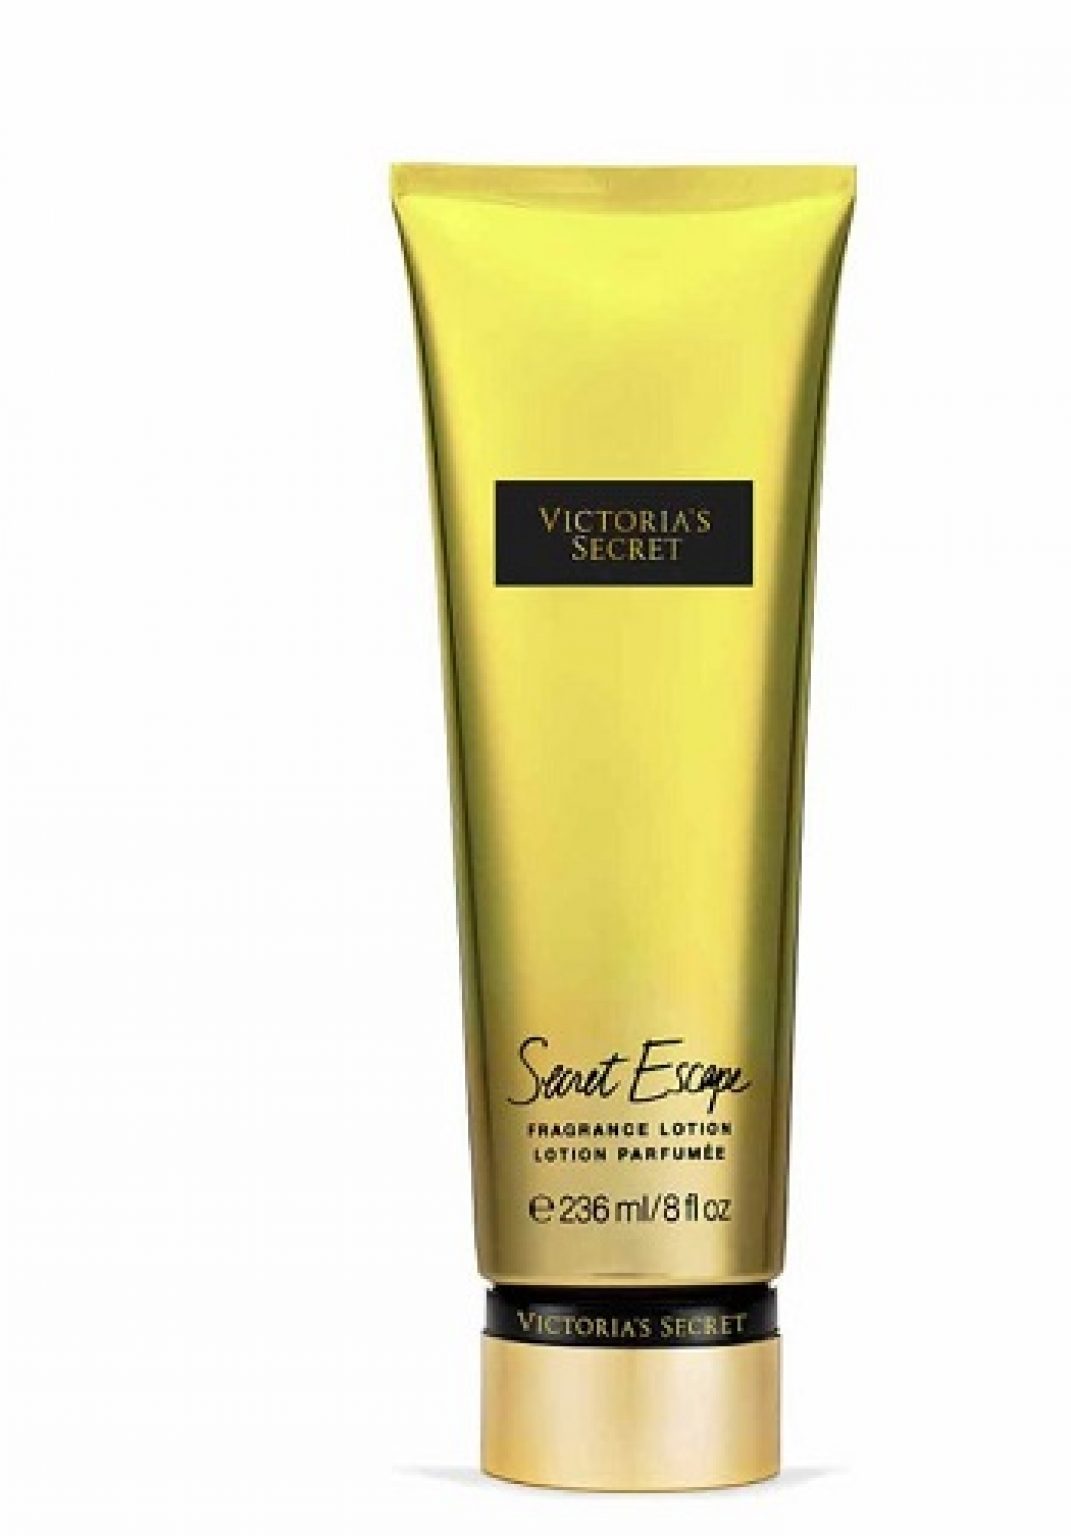 VICTORIA'S
SECRET
Secret Escape
FRAGRANCE LOTION
LOTION PARFUMÉE
℮ 236 ml/8 fl oz
VICTORIA'S SECRET